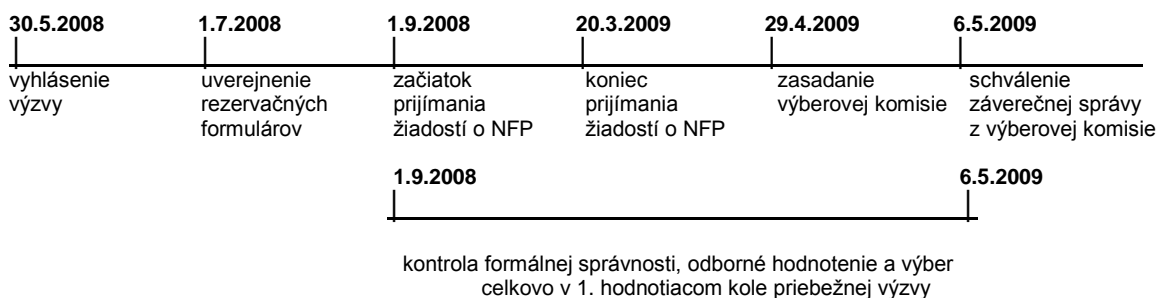 30.5.2008 1.7.2008 1.9.2008 20.3.2009 29.4.2009 6.5.2009
vyhlásenie uverejnenie začiatok koniec zasadanie schválenie
výzvy rezervačných prijímania prijímania výberovej komisie záverečnej správy
formulárov žiadostí o NFP žiadostí o NFP z výberovej komisie
1.9.2008 6.5.2009
kontrola formálnej správnosti, odborné hodnotenie a výber
celkovo v 1. hodnotiacom kole priebežnej výzvy